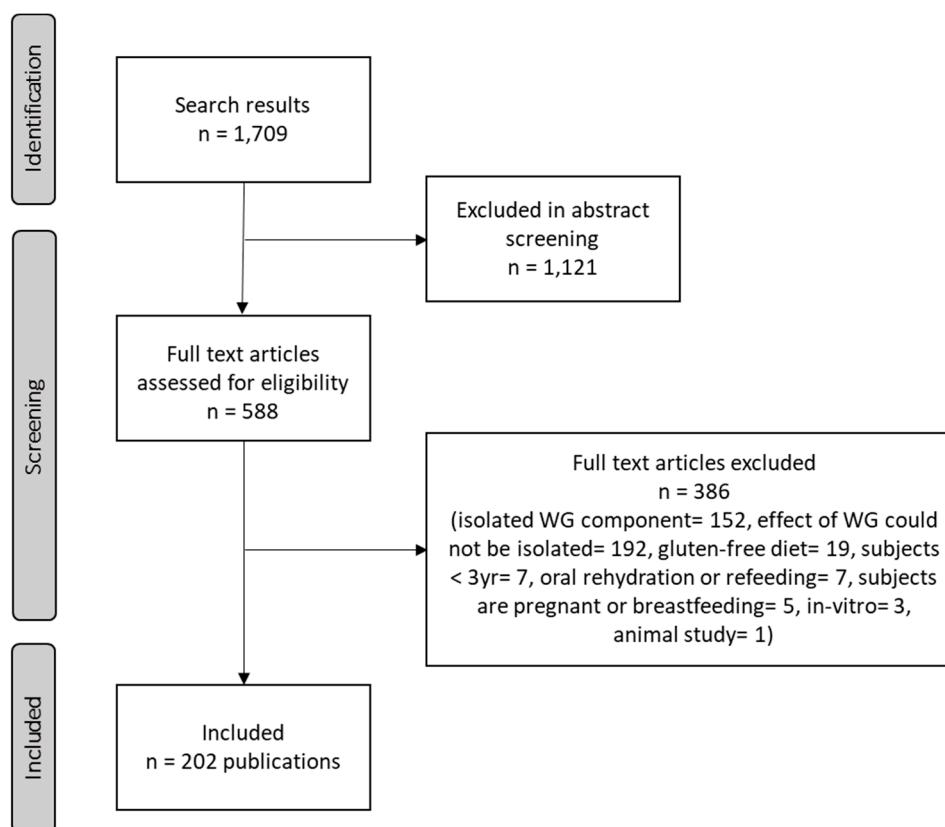 Identification
Search results
n = 1,709
Excluded in abstract
screening
n = 1,121
Screening
Full text articles
assessed for eligibility
n = 588
Full text articles excluded
n = 386
(isolated WG component= 152, effect of WG could
not be isolated= 192, gluten-free diet= 19, subjects
< 3yr= 7, oral rehydration or refeeding= 7, subjects
are pregnant or breastfeeding= 5, in-vitro= 3,
animal study= 1)
Included
Included
n = 202 publications